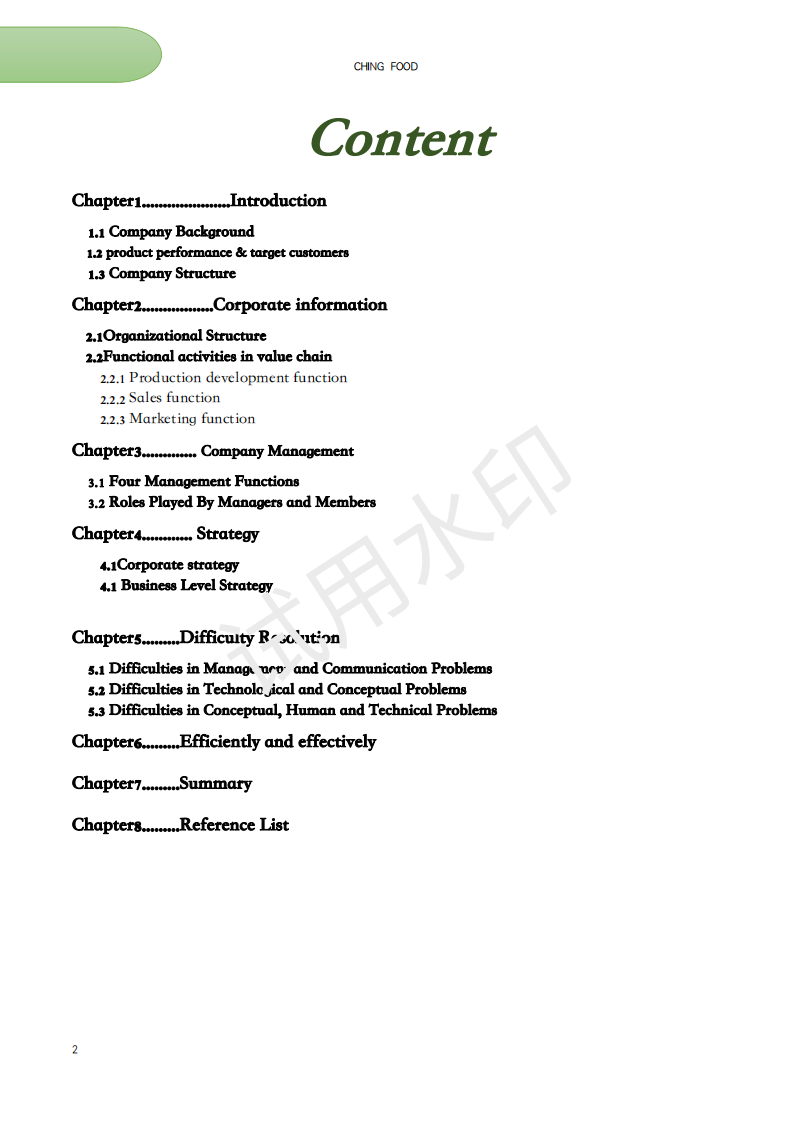 CHING FOOD
Content
Chapter1.....................Introduction
1.1 Company Background
1.2 product performance & target customers
1.3 Company Structure
Chapter2.................Corporate information
2.1Organizational Structure
2.2Functional activities in value chain
2.2.1 Production development function
2.2.2 Sales function
2.2.3 Marketing function
Chapter3............. Company Management
3.1 Four Management Functions
3.2 Roles Played By Managers and Members
Chapter4............ Strategy
4.1Corporate strategy
4.1 Business Level Strategy
试用水印
Chapter5.........Difficulty Resolution
5.1 Difficulties in Management and Communication Problems
5.2 Difficulties in Technological and Conceptual Problems
5.3 Difficulties in Conceptual, Human and Technical Problems
Chapter6.........Efficiently and effectively
Chapter7.........Summary
Chapter8.........Reference List
2